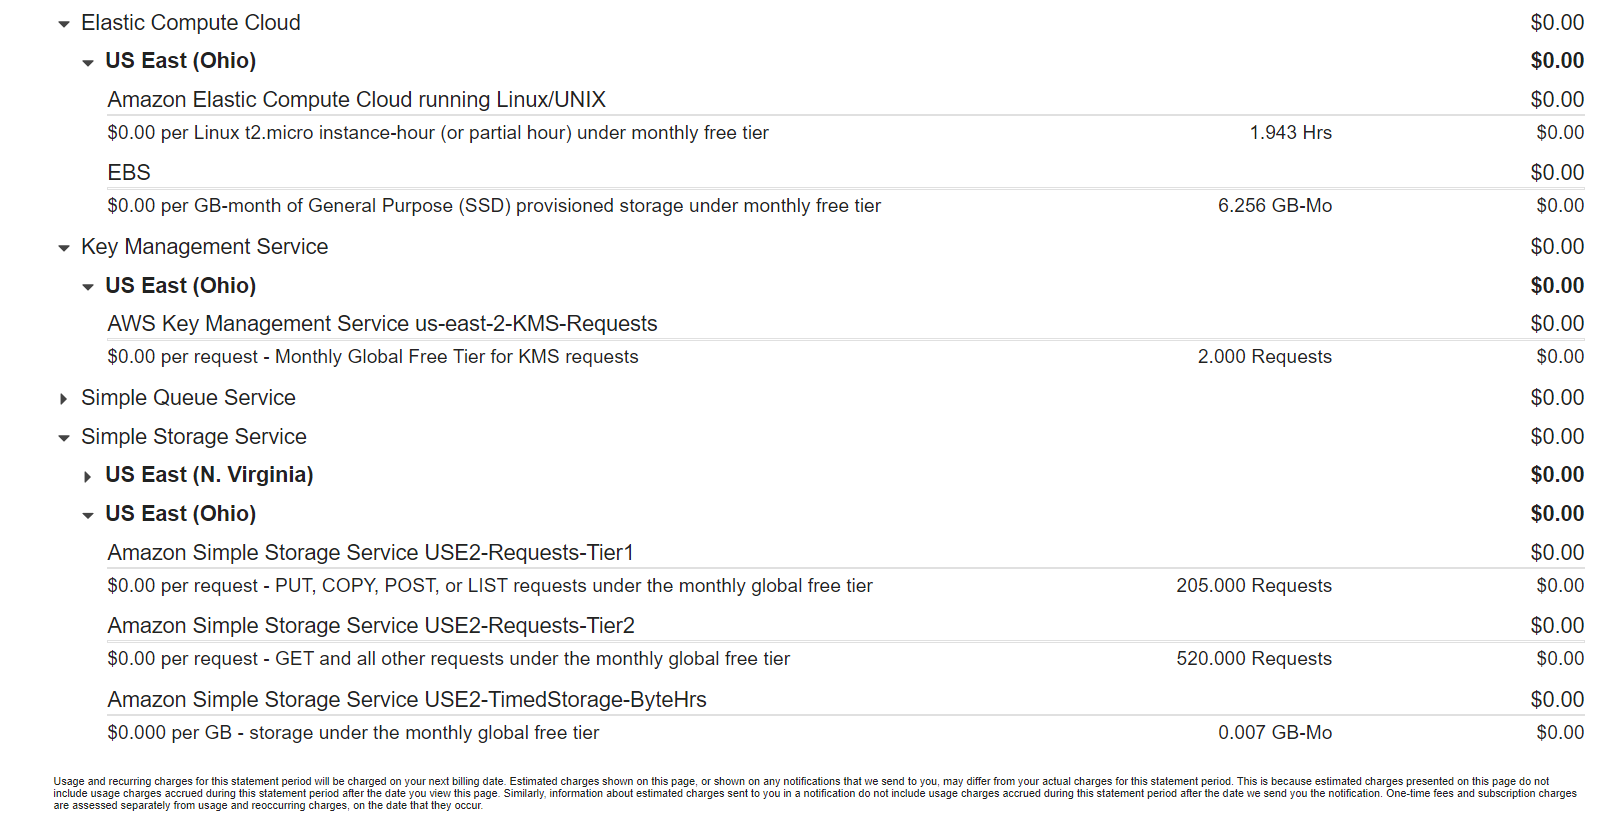 Elastic Compute Cloud $0.00
US East (Ohio) $0.00
Amazon Elastic Compute Cloud running Linux/UNIX $0.00
$0.00 per Linux t2.micro instance-hour (or partial hour) under monthly free tier 1.943 Hrs $0.00
EBS $0.00
$0.00 per GB-month of General Purpose (SSD) provisioned storage under monthly free tier 6.256 GB-Mo $0.00
Key Management Service $0.00
US East (Ohio) $0.00
AWS Key Management Service us-east-2-KMS-Requests $0.00
$0.00 per request - Monthly Global Free Tier for KMS requests 2.000 Requests $0.00
Simple Queue Service $0.00
Simple Storage Service $0.00
US East (N. Virginia) $0.00
US East (Ohio) $0.00
Amazon Simple Storage Service USE2-Requests-Tier1 $0.00
$0.00 per request - PUT, COPY, POST, or LIST requests under the monthly global free tier 205.000 Requests $0.00
Amazon Simple Storage Service USE2-Requests-Tier2 $0.00
$0.00 per request - GET and all other requests under the monthly global free tier 520.000 Requests $0.00
Amazon Simple Storage Service USE2-TimedStorage-ByteHrs $0.00
$0.000 per GB - storage under the monthly global free tier 0.007 GB-Mo $0.00
Usage and recurring charges for this statement period will be charged on your next billing date. Estimated charges shown on this page, or shown on any notifications that we send to you, may differ from your actual charges for this statement period. This is because estimated charges presented on this page do not
include usage charges accrued during this statement period after the date you view this page. Similarly, information about estimated charges sent to you in a notification do not include usage charges accrued during this statement period after the date we send you the notification. One-time fees and subscription charges
are assessed separately from usage and reoccurring charges, on the date that they occur.